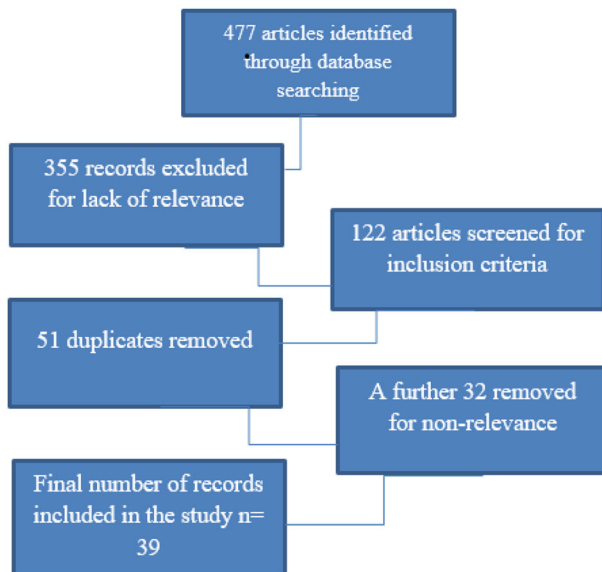 477 articles identified
through database
searching
355 records excluded
for lack of relevance
122 articles screened for
inclusion criteria
51 duplicates removed
A further 32 removed
for non-relevance
Final number of records
included in the study n=
39